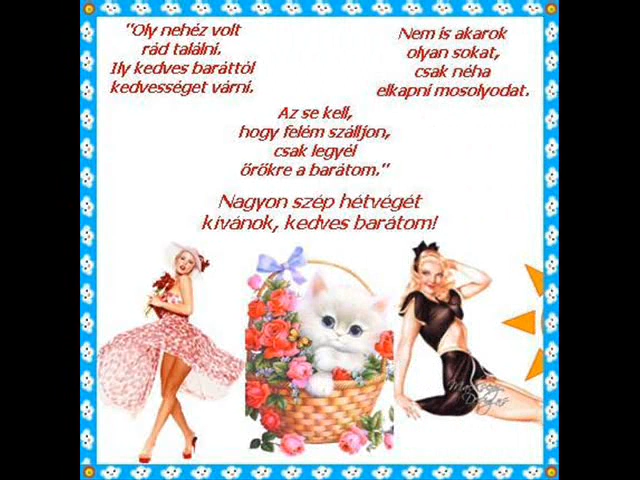 "Oly nehéz volt
rád találni.
Ily kedves baráttól
kedvességet várni.
Nem is akarok
olyan sokat,
csak néha
elkapni mosolyodat.
Az se kell,
hogy felém szálljon,
csak legyél
örökre a barátom."
Nagyon szép hétvégét
kívánok, kedves barátom!